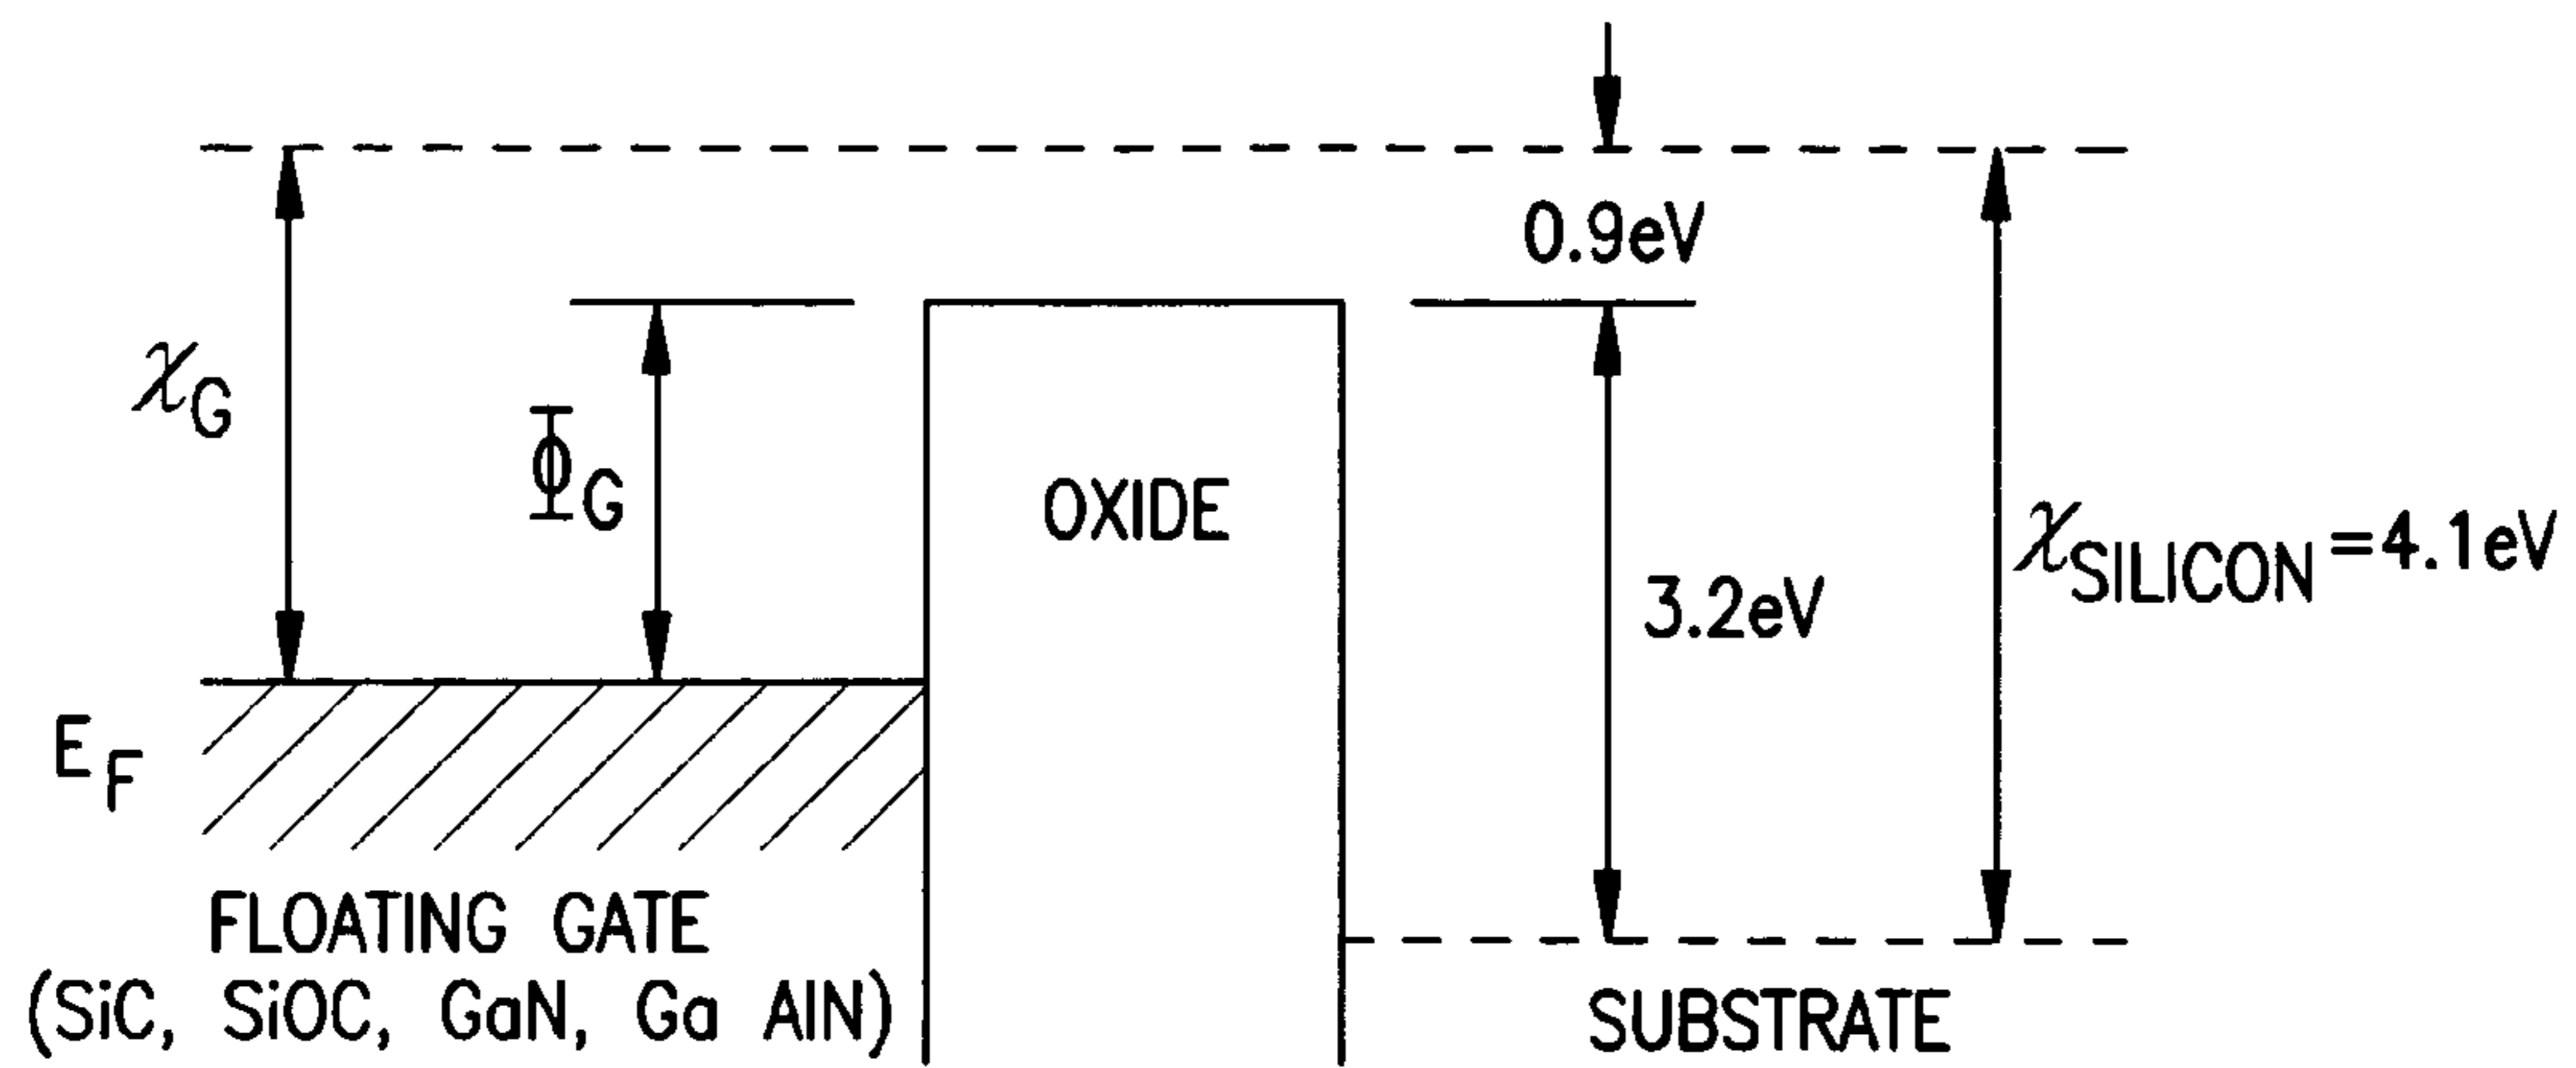 0.9eV
χG
ΦG
OXIDE
χSILICON=4.1eV
3.2eV
EF
FLOATING GATE
(SiC, SiOC, GaN, Ga AlN)
SUBSTRATE